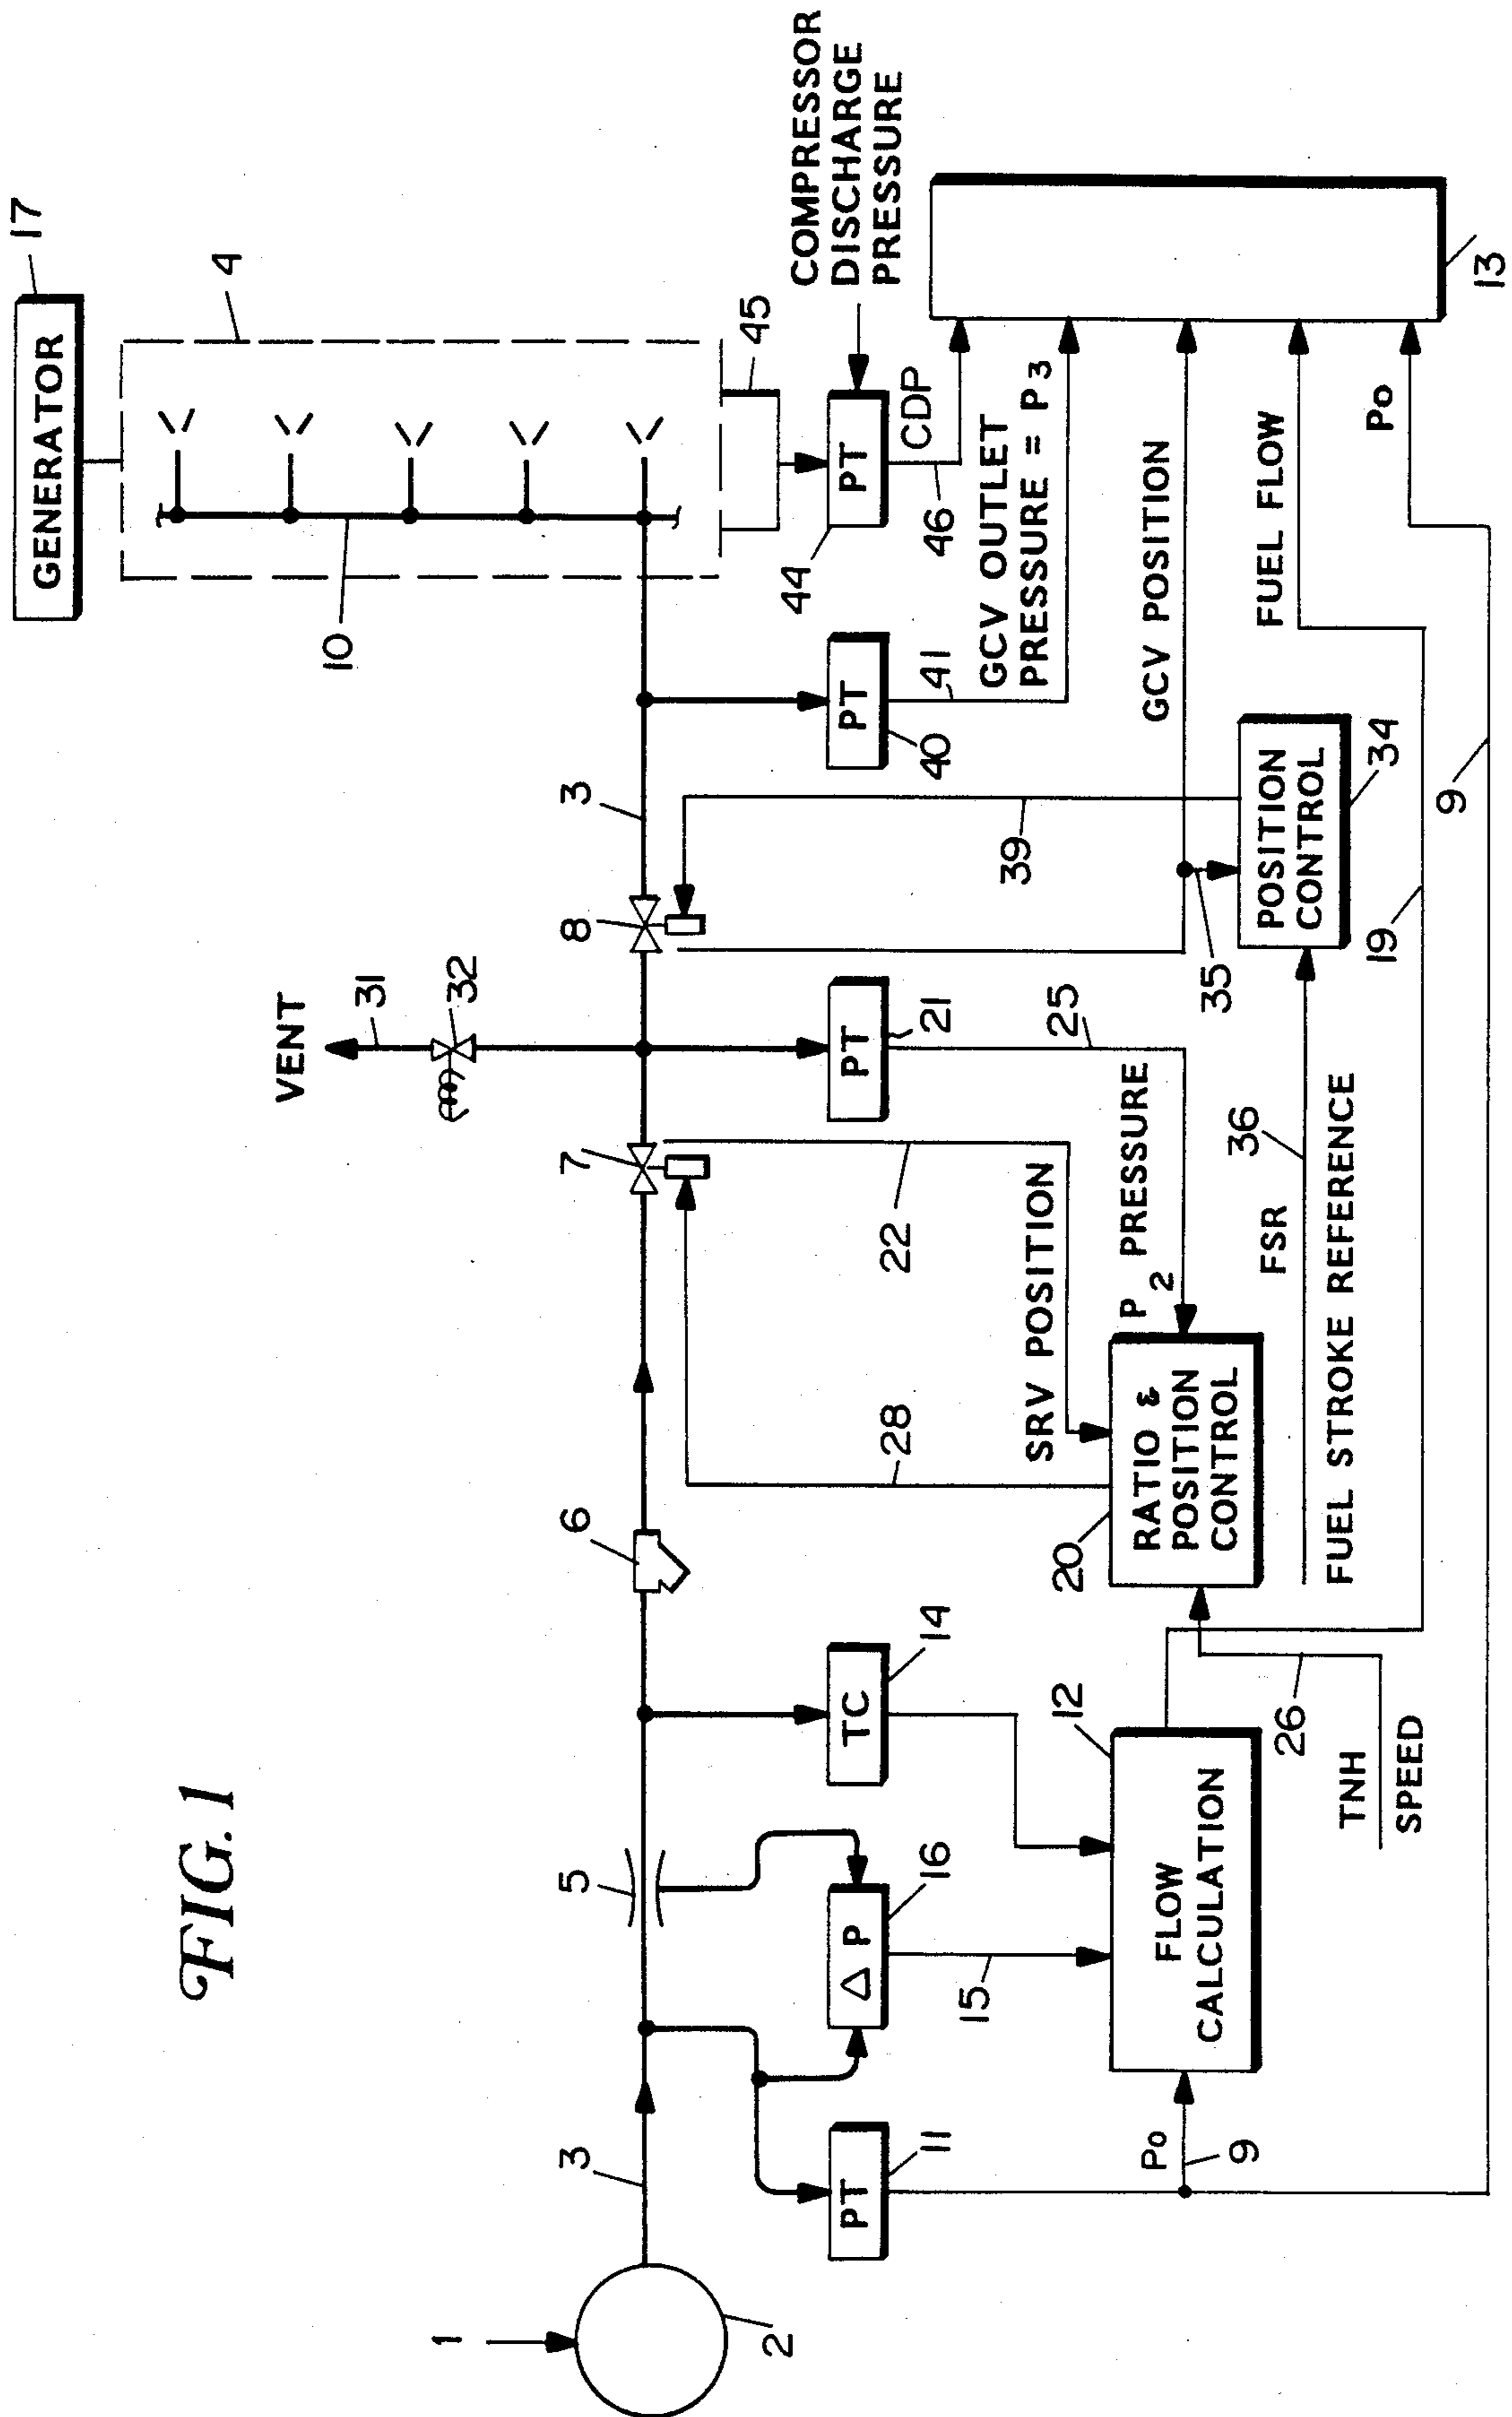 FIG. 1
GENERATOR
17
4
10
45
COMPRESSOR
DISCHARGE
PRESSURE
PT
44
CDP
46
VENT
31
32
1
2
3
5
6
7
8
3
PT
11
Δ P
16
TC
14
PT
21
PT
40
41
GCV OUTLET
PRESSURE = P3
15
28
22
25
39
SRV POSITION
P2 PRESSURE
GCV POSITION
Po
9
FLOW
CALCULATION
12
RATIO &
POSITION
CONTROL
20
35
POSITION
CONTROL
34
FUEL FLOW
Po
13
26
TNH
SPEED
36
FSR
FUEL STROKE REFERENCE
19
9